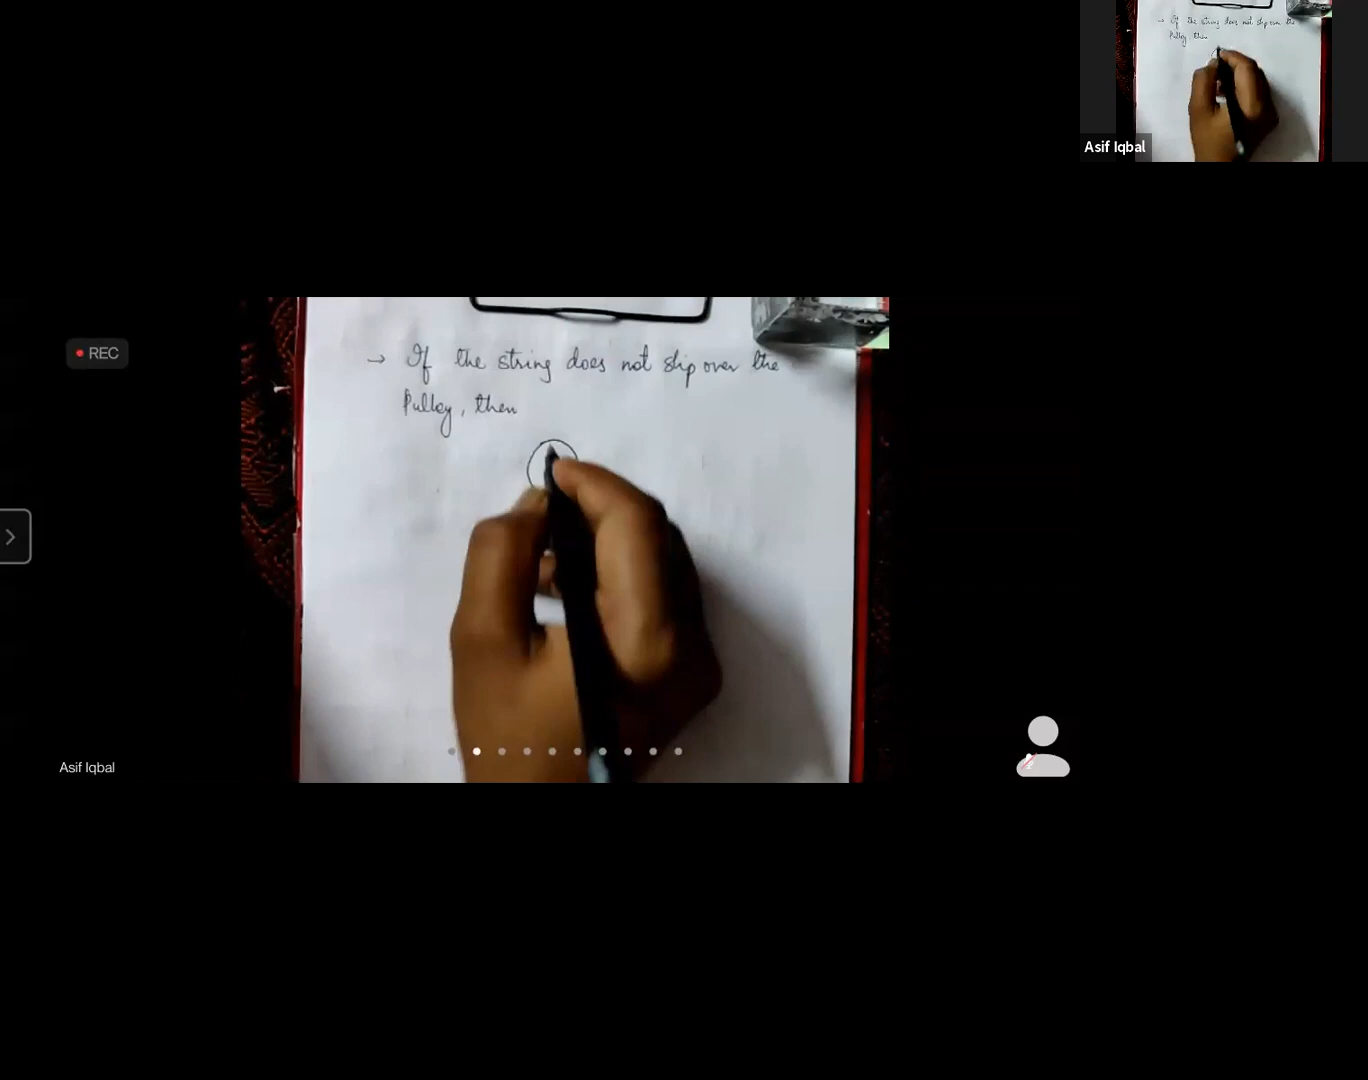 Asif Iqbal
REC
→ If the string does not slip over the
Pulley, then
Asif Iqbal